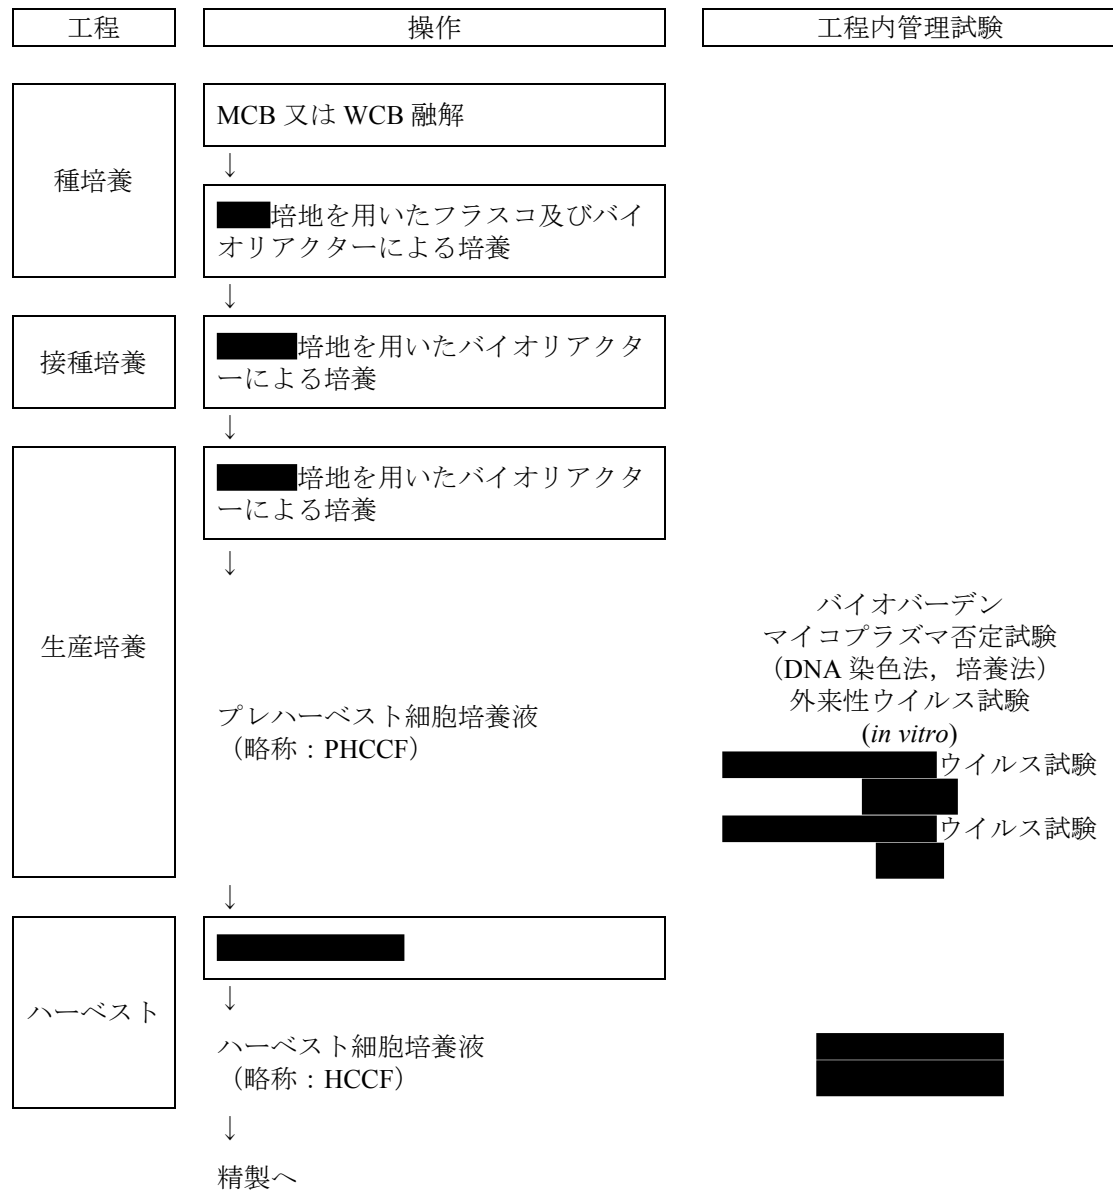 工程
操作
工程内管理試験
種培養
MCB 又は WCB 融解
↓
培地を用いたフラスコ及びバイ
オリアクターによる培養
↓
接種培養
培地を用いたバイオリアクタ
ーによる培養
↓
生産培養
培地を用いたバイオリアクタ
ーによる培養
↓
プレハーベスト細胞培養液
（略称：PHCCF）
バイオバーデン
マイコプラズマ否定試験
（DNA 染色法，培養法）
外来性ウイルス試験
(in vitro)
ウイルス試験
ウイルス試験
↓
ハーベスト
↓
ハーベスト細胞培養液
（略称：HCCF）
↓
精製へ